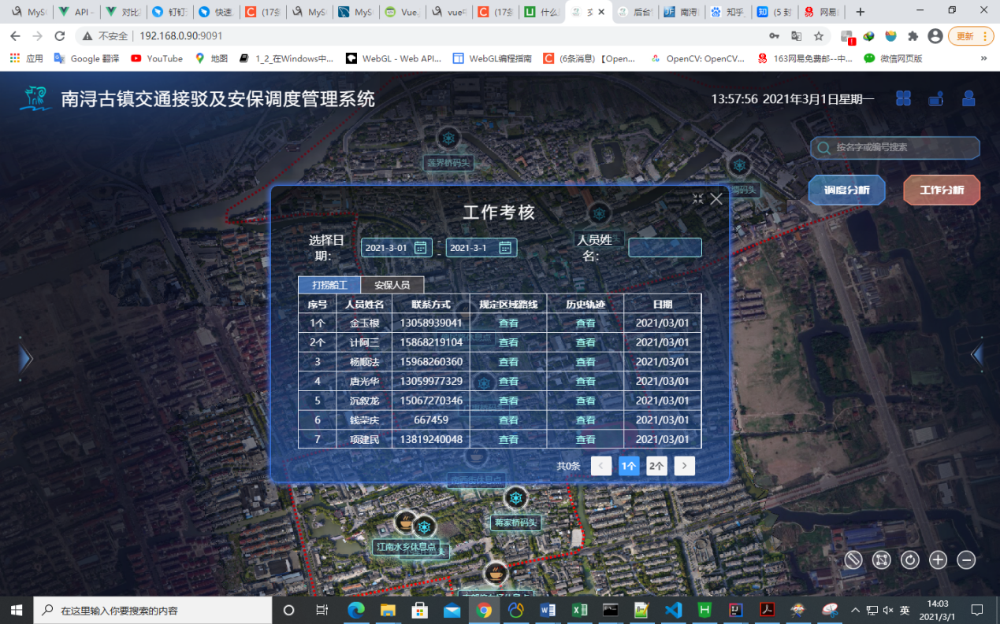 MyS
API -
对比
钉钉
快速
(17封
MyS
MyS
Vue.
vue
(17封
什么
后台
南浔
知乎
(5 封
网易
不安全 | 192.168.0.90:9091
更新
应用
Google 翻译
YouTube
地图
1_2_在Windows中...
WebGL - Web API...
WebGL编程指南
(6条消息) 【Open...
OpenCV: OpenCV...
163网易免费邮--中...
微信网页版
»
南浔古镇交通接驳及安保调度管理系统
13:57:56 2021年3月1日星期一
莲界桥码头
按名字或编号搜索
调度分析
工作分析
码头
工作考核
选择日期:
2021-3-01
-
2021-3-1
人员姓名:
打捞船工 安保人员
序号 人员姓名 联系方式 规定区域路线 历史轨迹 日期
1个 金玉根 13058939041 查看 查看 2021/03/01
2个 计阿三 15868219104 查看 查看 2021/03/01
3 杨顺法 15968260360 查看 查看 2021/03/01
4 唐光华 13059977329 查看 查看 2021/03/01
5 沉叙龙 15067270346 查看 查看 2021/03/01
6 钱荣庆 667459 查看 查看 2021/03/01
7 项建民 13819240048 查看 查看 2021/03/01
共0条 < 1个 2个 >
南西街休息点
蒋家桥码头
江南水乡休息点
在这里输入你要搜索的内容
英
14:03
2021/3/1